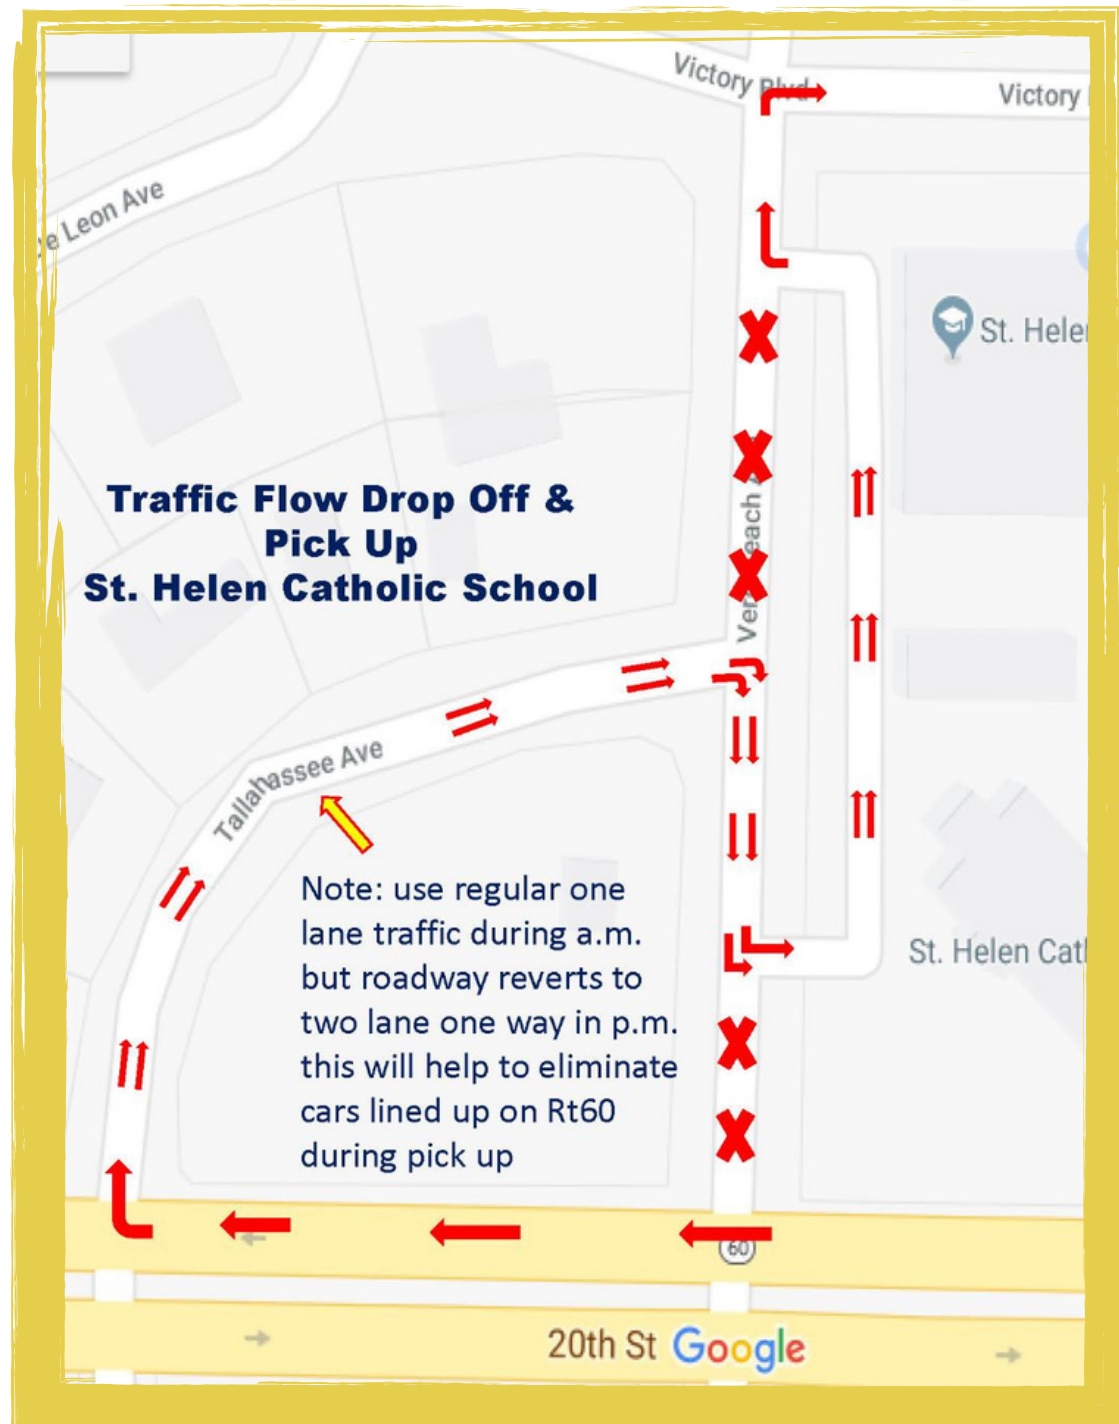 Victory Blvd
Victory
De Leon Ave
St. Helen
Traffic Flow Drop Off &
Pick Up
St. Helen Catholic School
Tallahassee Ave
Note: use regular one
lane traffic during a.m.
but roadway reverts to
two lane one way in p.m.
this will help to eliminate
cars lined up on Rt60
during pick up
St. Helen Cat
60
20th St Google